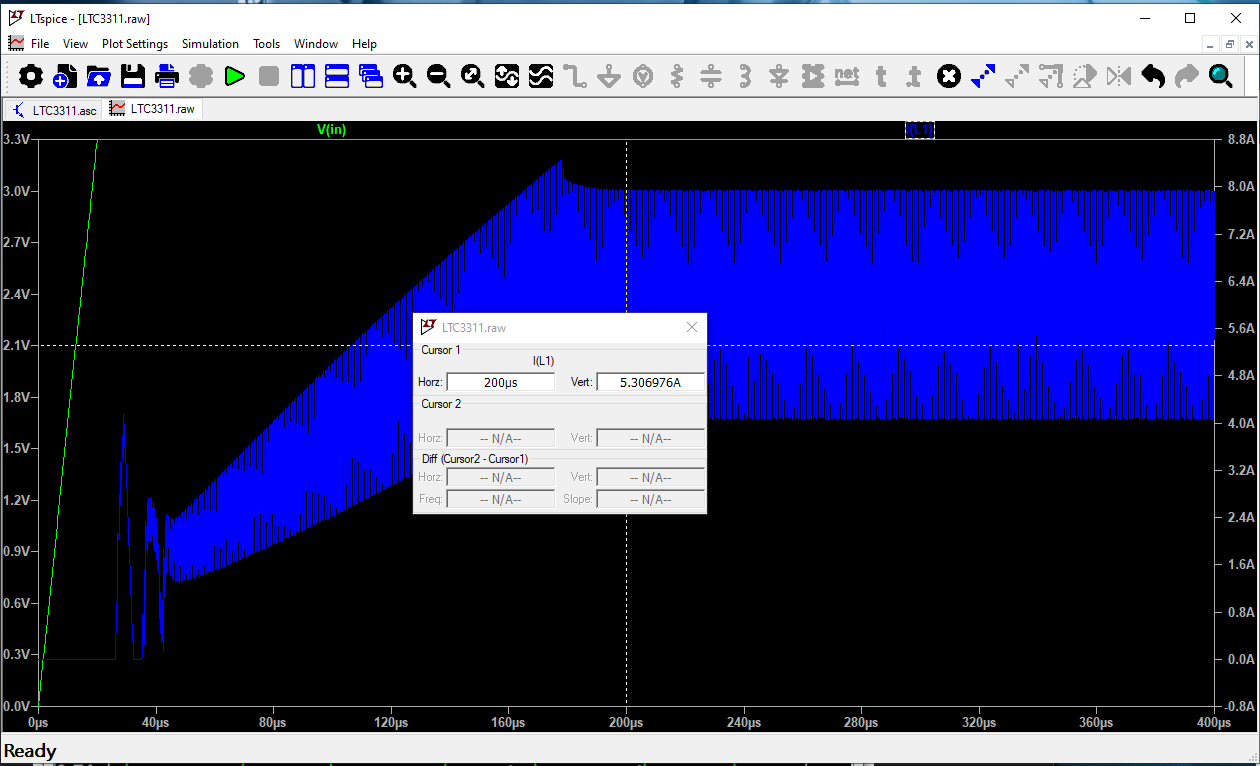 LTspice - [LTC3311.raw]
File View Plot Settings Simulation Tools Window Help
LTC3311.asc LTC3311.raw
V(in) I(L1)
3.3V 8.8A
3.0V 8.0A
2.7V 7.2A
2.4V 6.4A
2.1V 5.6A
1.8V 4.8A
1.5V 4.0A
1.2V 3.2A
0.9V 2.4A
0.6V 1.6A
0.3V 0.8A
0.0V 0.0A
-0.8A
0µs 40µs 80µs 120µs 160µs 200µs 240µs 280µs 320µs 360µs 400µs
LTC3311.raw
Cursor 1
I(L1)
Horz: 200µs Vert: 5.306976A
Cursor 2
Horz: -- N/A-- Vert: -- N/A--
Diff (Cursor2 - Cursor1)
Horz: -- N/A-- Vert: -- N/A--
Freq: -- N/A-- Slope: -- N/A--
Ready